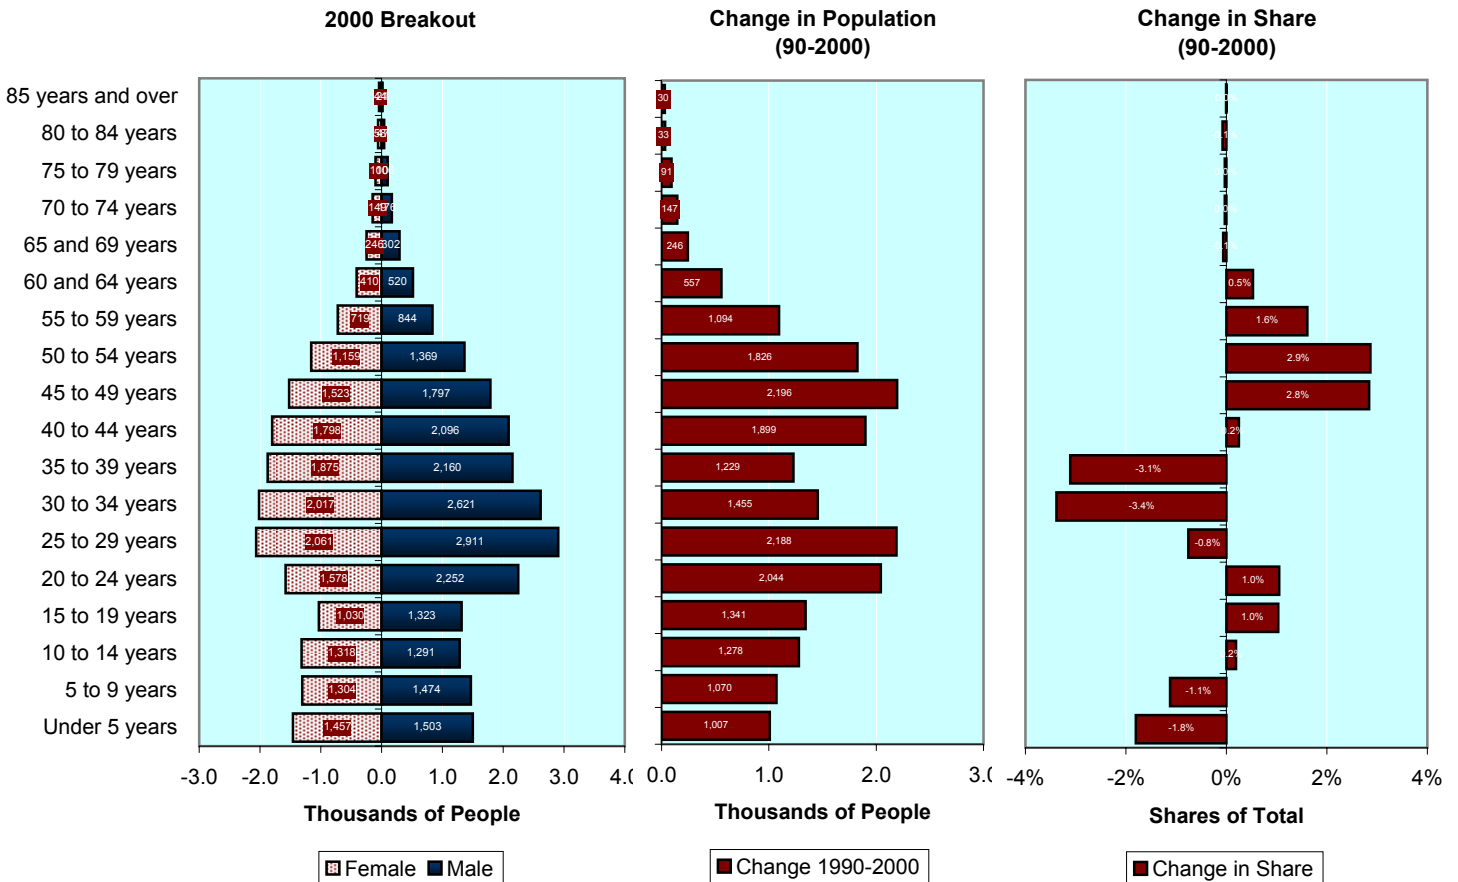 2000 Breakout
Change in Population
(90-2000)
Change in Share
(90-2000)
85 years and over
30
80 to 84 years
33
75 to 79 years
91
70 to 74 years
149
147
65 and 69 years
246 302
246
60 and 64 years
410 520
557
0.5%
55 to 59 years
719 844
1,094
1.6%
50 to 54 years
1,159 1,369
1,826
2.9%
45 to 49 years
1,523 1,797
2,196
2.8%
40 to 44 years
1,798 2,096
1,899
35 to 39 years
1,875 2,160
1,229
-3.1%
30 to 34 years
2,017 2,621
1,455
-3.4%
25 to 29 years
2,061 2,911
2,188
-0.8%
20 to 24 years
1,578 2,252
2,044
1.0%
15 to 19 years
1,030 1,323
1,341
1.0%
10 to 14 years
1,318 1,291
1,278
5 to 9 years
1,304 1,474
1,070
-1.1%
Under 5 years
1,457 1,503
1,007
-1.8%
-3.0 -2.0 -1.0 0.0 1.0 2.0 3.0 4.0
0.0 1.0 2.0 3.0
-4% -2% 0% 2% 4%
Thousands of People
Thousands of People
Shares of Total
Female Male
Change 1990-2000
Change in Share